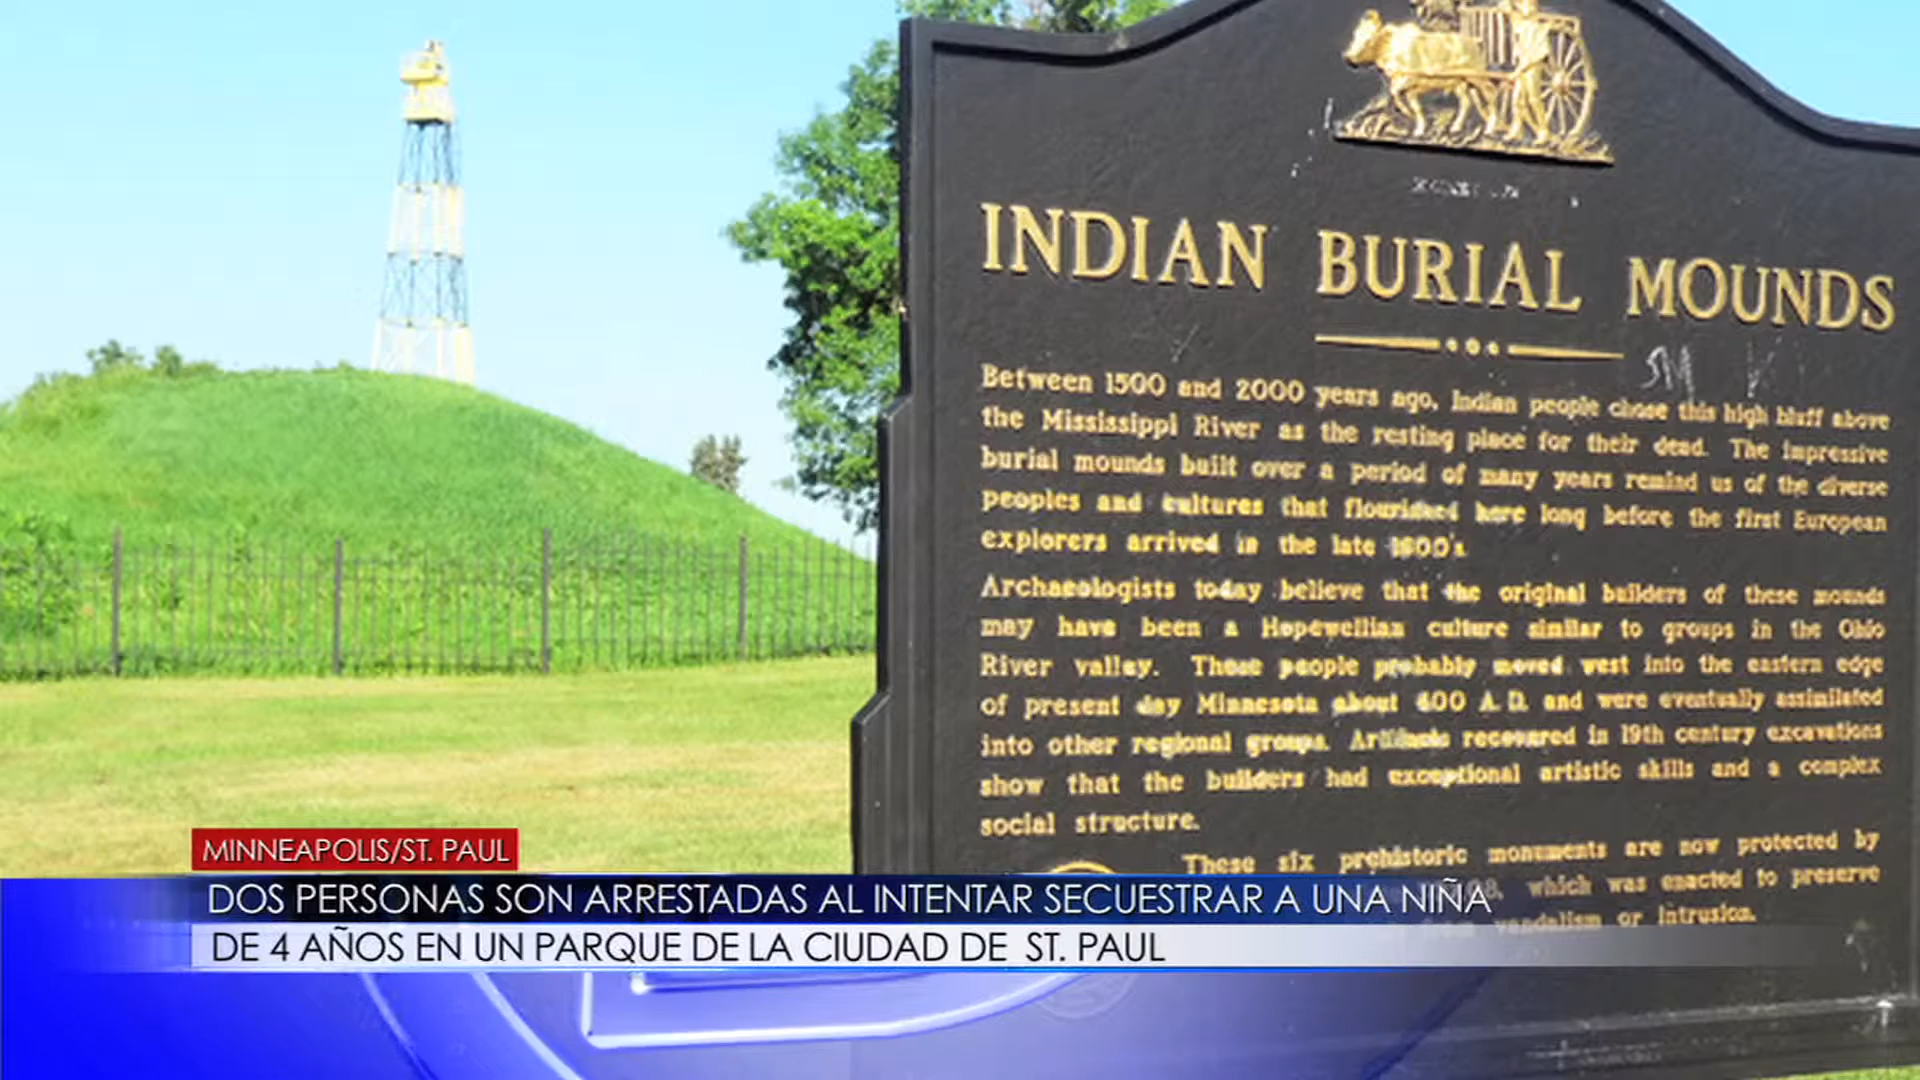 INDIAN BURIAL MOUNDS
SM
Between 1500 and 2000 years ago, Indian people chose this high bluff above
the Mississippi River as the resting place for their dead. The impressive
burial mounds built over a period of many years remind us of the diverse
peoples and cultures that flourished here long before the first European
explorers arrived in the late 1600's.
Archaeologists today believe that the original builders of these mounds
may have been a Hopewellian culture similar to groups in the Ohio
River valley. These people probably moved west into the eastern edge
of present day Minnesota about 400 A.D. and were eventually assimilated
into other regional groups. Artifacts recovered in 19th century excavations
show that the builders had exceptional artistic skills and a complex
social structure.
These six prehistoric monuments are now protected by
which was enacted to preserve
vandalism or intrusion.
MINNEAPOLIS/ST. PAUL
DOS PERSONAS SON ARRESTADAS AL INTENTAR SECUESTRAR A UNA NIÑA
DE 4 AÑOS EN UN PARQUE DE LA CIUDAD DE ST. PAUL